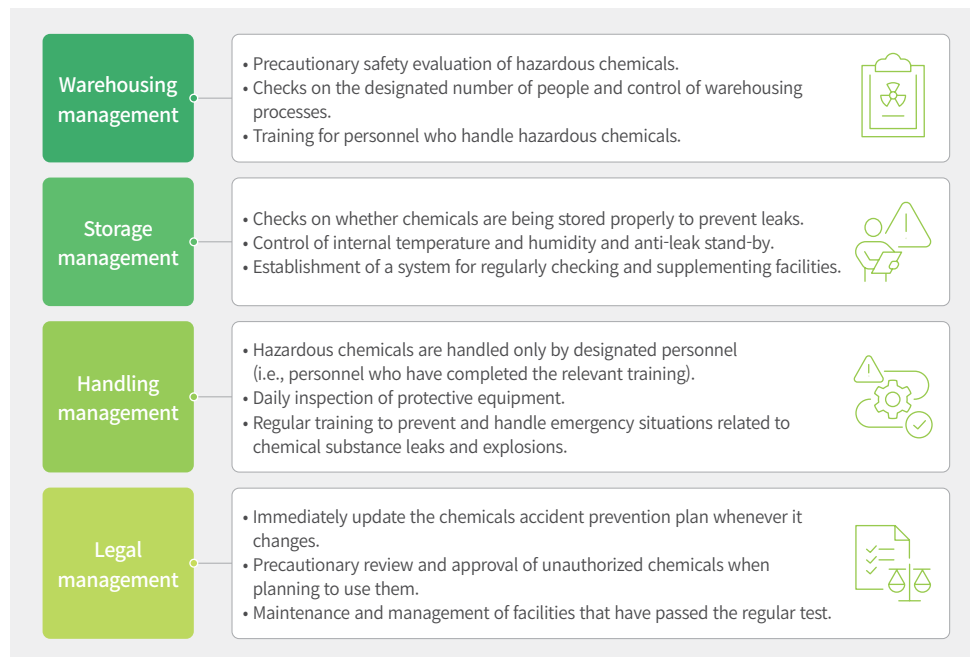 Warehousing
management
• Precautionary safety evaluation of hazardous chemicals.
• Checks on the designated number of people and control of warehousing
processes.
• Training for personnel who handle hazardous chemicals.
Storage
management
• Checks on whether chemicals are being stored properly to prevent leaks.
• Control of internal temperature and humidity and anti-leak stand-by.
• Establishment of a system for regularly checking and supplementing facilities.
Handling
management
• Hazardous chemicals are handled only by designated personnel
(i.e., personnel who have completed the relevant training).
• Daily inspection of protective equipment.
• Regular training to prevent and handle emergency situations related to
chemical substance leaks and explosions.
Legal
management
• Immediately update the chemicals accident prevention plan whenever it
changes.
• Precautionary review and approval of unauthorized chemicals when
planning to use them.
• Maintenance and management of facilities that have passed the regular test.